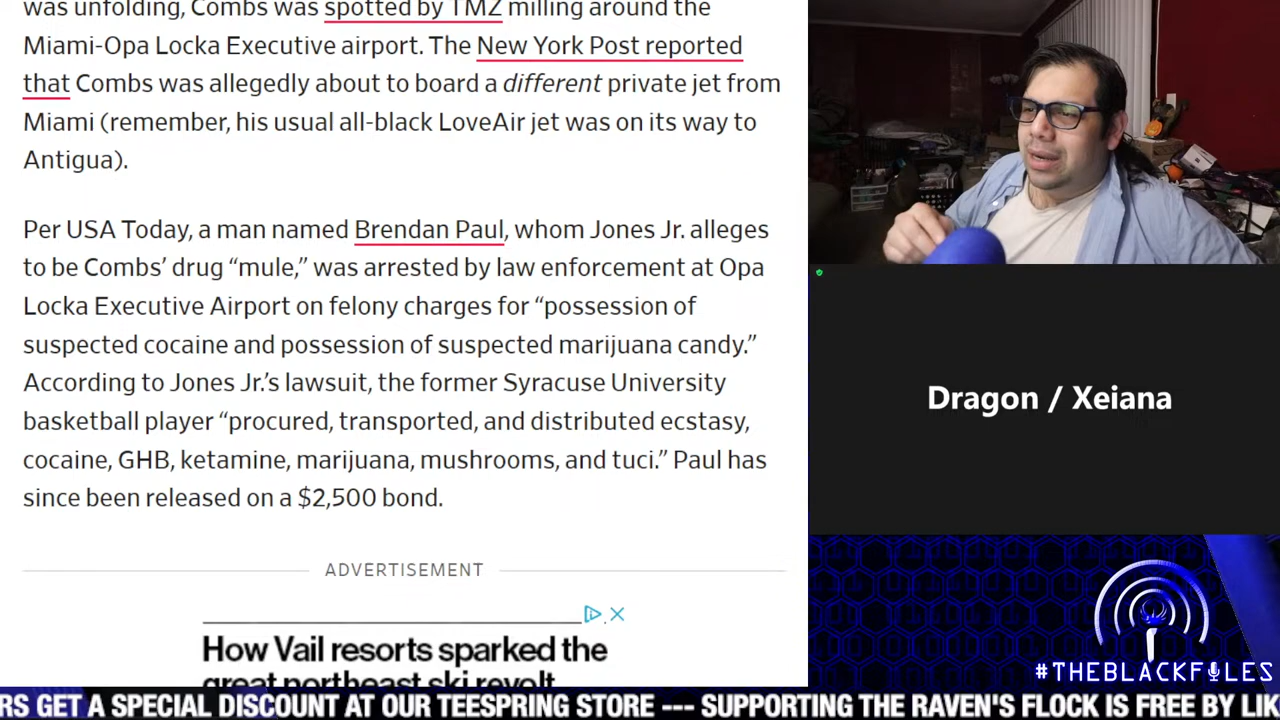 was unfolding, Combs was spotted by TMZ milling around the
Miami-Opa Locka Executive airport. The New York Post reported
that Combs was allegedly about to board a different private jet from
Miami (remember, his usual all-black LoveAir jet was on its way to
Antigua).
Per USA Today, a man named Brendan Paul, whom Jones Jr. alleges
to be Combs’ drug “mule,” was arrested by law enforcement at Opa
Locka Executive Airport on felony charges for “possession of
suspected cocaine and possession of suspected marijuana candy.”
According to Jones Jr.’s lawsuit, the former Syracuse University
basketball player “procured, transported, and distributed ecstasy,
cocaine, GHB, ketamine, marijuana, mushrooms, and tuci.” Paul has
since been released on a $2,500 bond.
ADVERTISEMENT
How Vail resorts sparked the
great northeast ski revolt
Dragon / Xeiana
#THEBLACKFILES
RS GET A SPECIAL DISCOUNT AT OUR TEESPRING STORE --- SUPPORTING THE RAVEN'S FLOCK IS FREE BY LIK